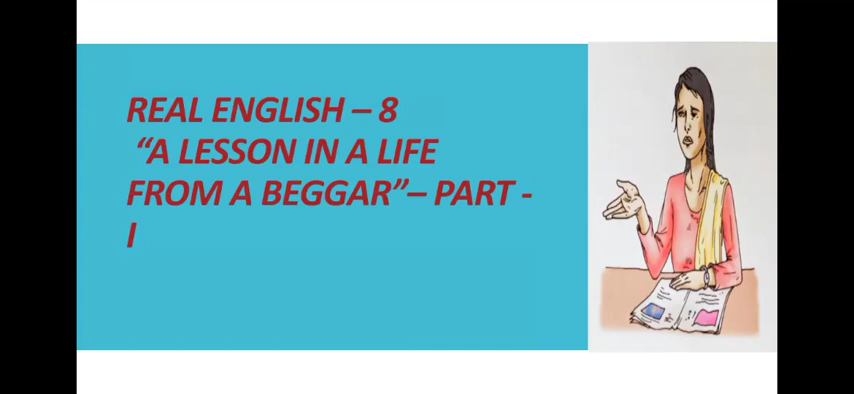 REAL ENGLISH – 8
“A LESSON IN A LIFE
FROM A BEGGAR”– PART -
I